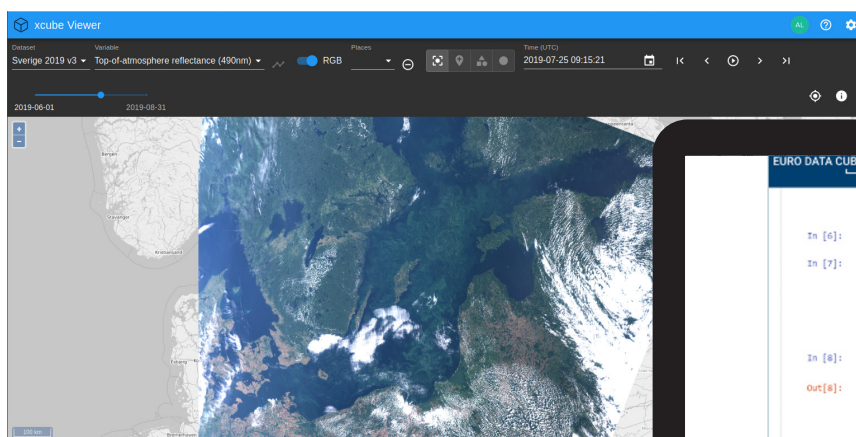 xcube Viewer
AL
Dataset
Variable
Places
Time (UTC)
Sverige 2019 v3
Top-of-atmosphere reflectance (490nm)
RGB
2019-07-25 09:15:21
2019-06-01
2019-08-31
+
−
Bergen
Stavanger
Kristiansand
Esbjerg
Bremerhaven
100 km
EURO DATA CUB
In [6]:
In [7]:
In [8]:
Out[8]: